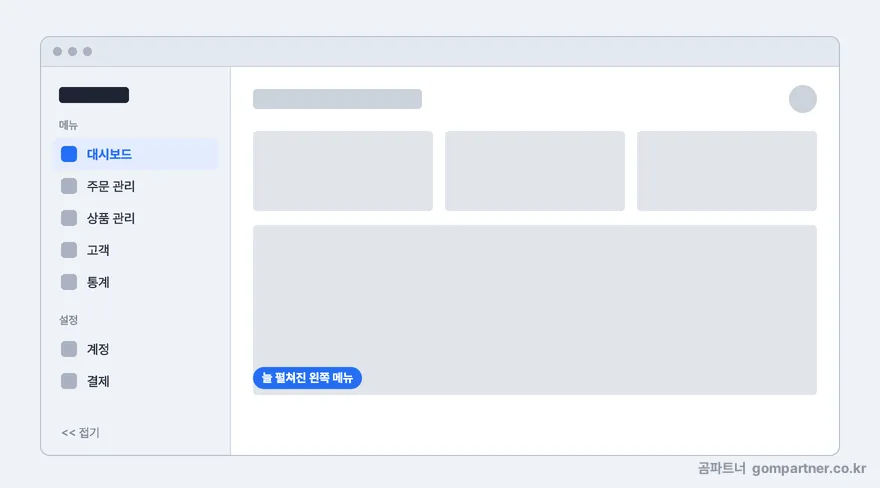 메뉴
대시보드
주문 관리
상품 관리
고객
통계
설정
계정
결제
<< 접기
늘 펼쳐진 왼쪽 메뉴
곰파트너 gompartner.co.kr